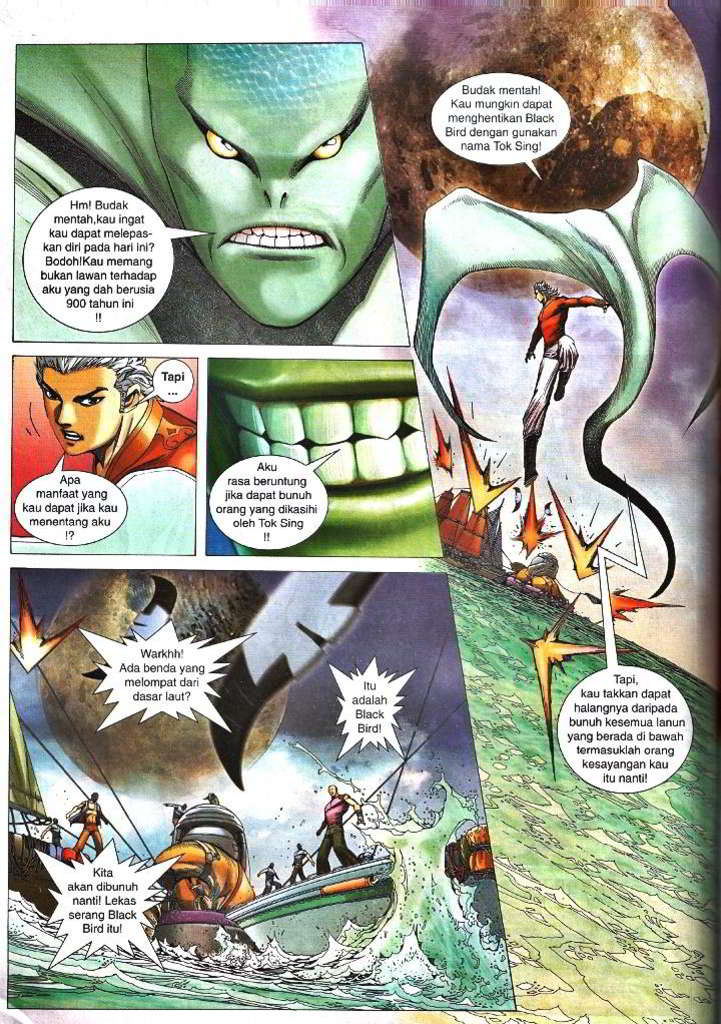 Hm! Budak
mentah,kau ingat
kau dapat melepas-
kan diri pada hari ini?
Bodoh!Kau memang
bukan lawan terhadap
aku yang dah berusia
900 tahun ini
!!
Budak mentah!
Kau mungkin dapat
menghentikan Black
Bird dengan gunakan
nama Tok Sing!
Tapi
...
Apa
manfaat yang
kau dapat jika kau
menentang aku
!?
Aku
rasa beruntung
jika dapat bunuh
orang yang dikasihi
oleh Tok Sing
!!
Tapi,
kau takkan dapat
halangnya daripada
bunuh kesemua lanun
yang berada di bawah
termasuklah orang
kesayangan kau
itu nanti!
Warkhh!
Ada benda yang
melompat dari
dasar laut?
Itu
adalah
Black
Bird!
Kita
akan dibunuh
nanti! Lekas
serang Black
Bird itu!